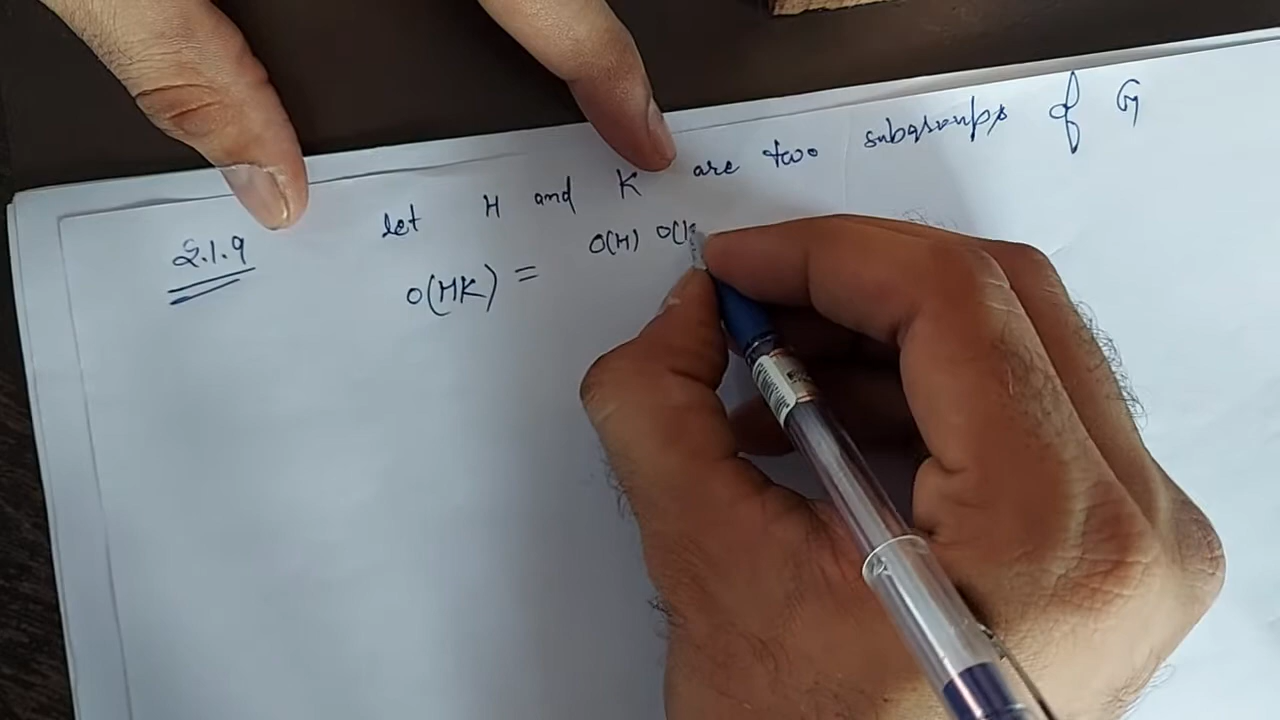 2.1.9 let H and K are two subgroups of G
O(HK) = O(H) O(K